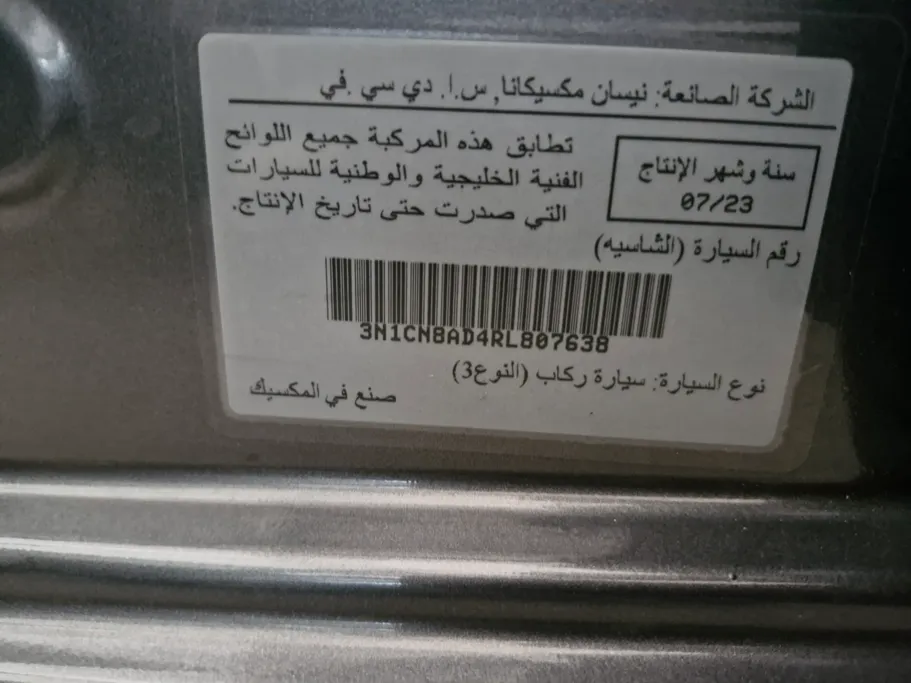 الشركة الصانعة: نيسان مكسيكانا, س.ا. دي سي .في
سنة وشهر الإنتاج
07/23
تطابق هذه المركبة جميع اللوائح
الفنية الخليجية والوطنية للسيارات
التي صدرت حتى تاريخ الإنتاج.
رقم السيارة (الشاسيه)
3N1CN8AD4RL807638
نوع السيارة: سيارة ركاب (النوع3)
صنع في المكسيك